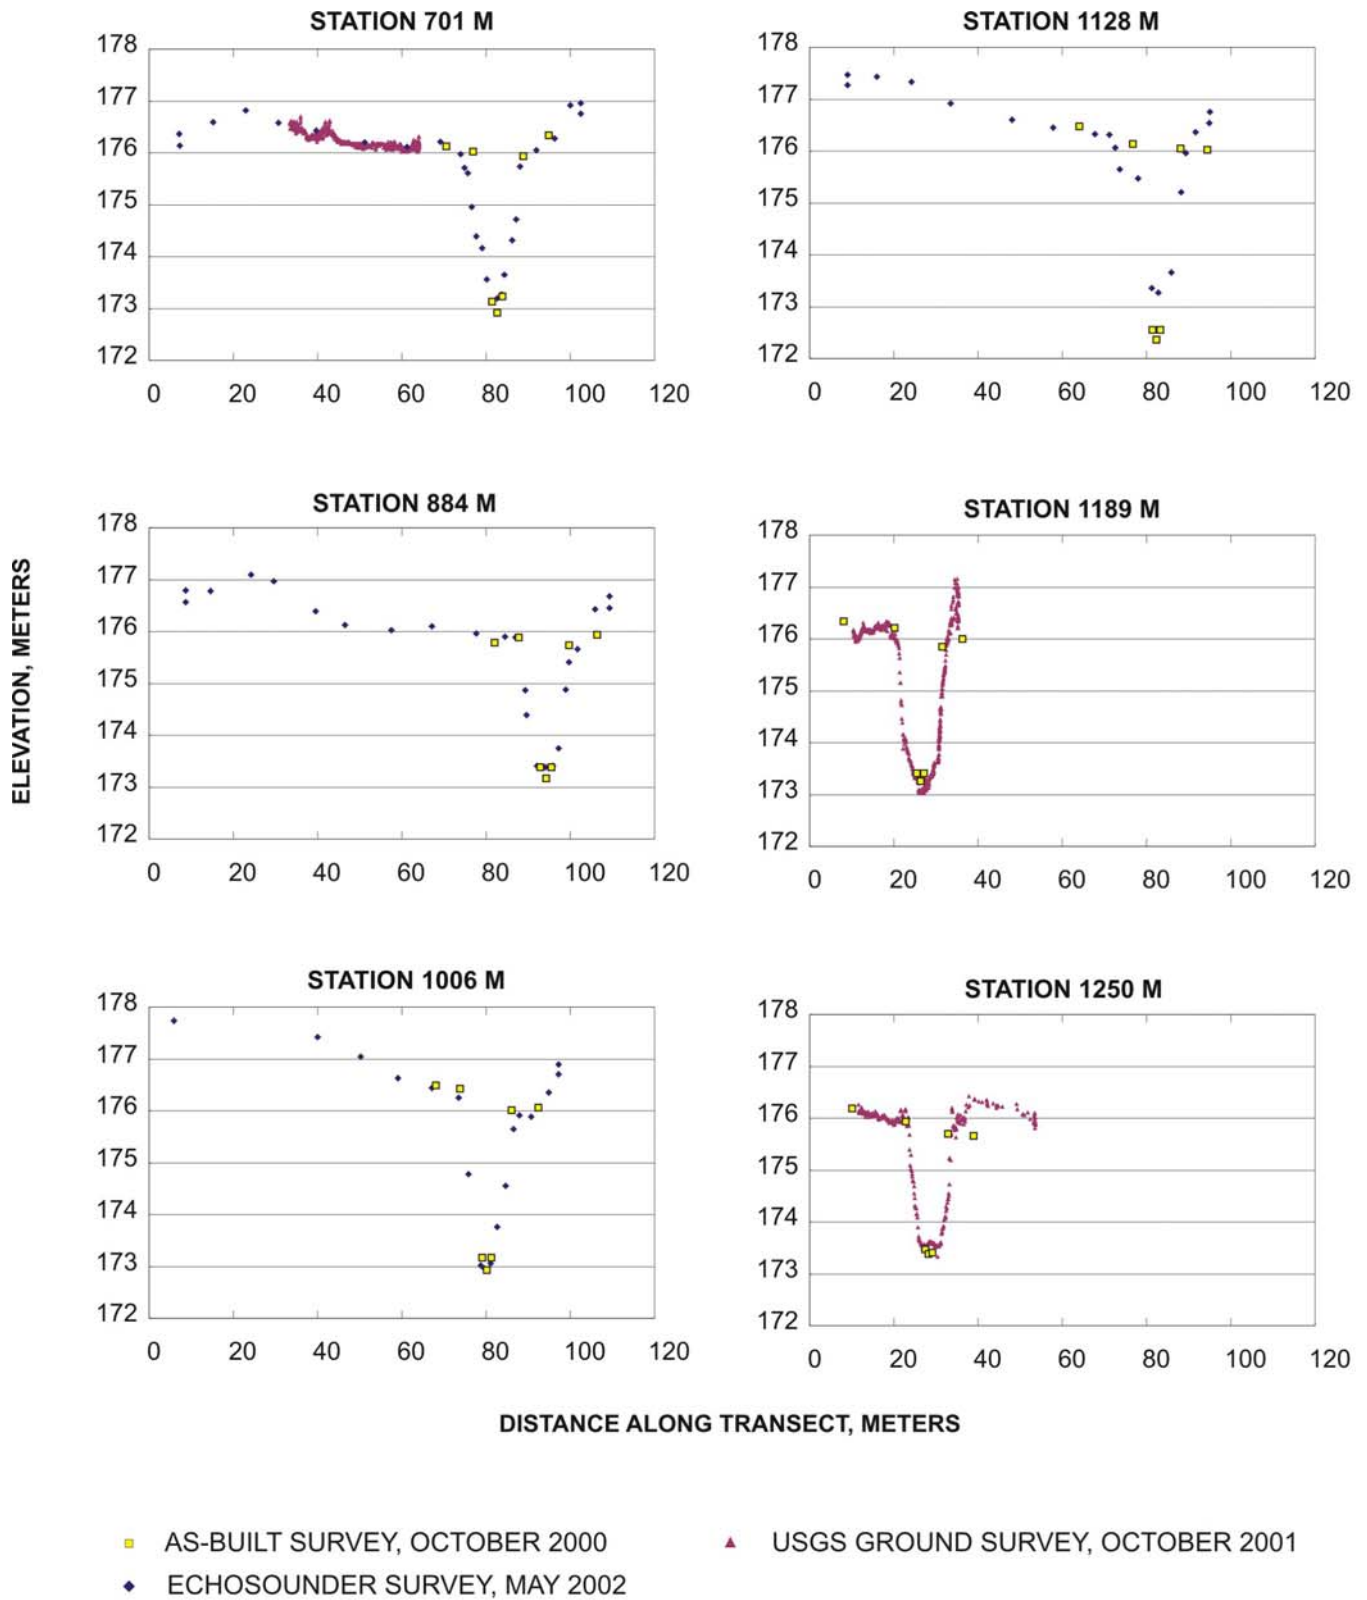 STATION 701 M
178
177
176
175
174
173
172
0 20 40 60 80 100 120
STATION 1128 M
178
177
176
175
174
173
172
0 20 40 60 80 100 120
STATION 884 M
178
177
176
175
174
173
172
0 20 40 60 80 100 120
STATION 1189 M
178
177
176
175
174
173
172
0 20 40 60 80 100 120
STATION 1006 M
178
177
176
175
174
173
172
0 20 40 60 80 100 120
STATION 1250 M
178
177
176
175
174
173
172
0 20 40 60 80 100 120
ELEVATION, METERS
DISTANCE ALONG TRANSECT, METERS
AS-BUILT SURVEY, OCTOBER 2000
USGS GROUND SURVEY, OCTOBER 2001
ECHOSOUNDER SURVEY, MAY 2002